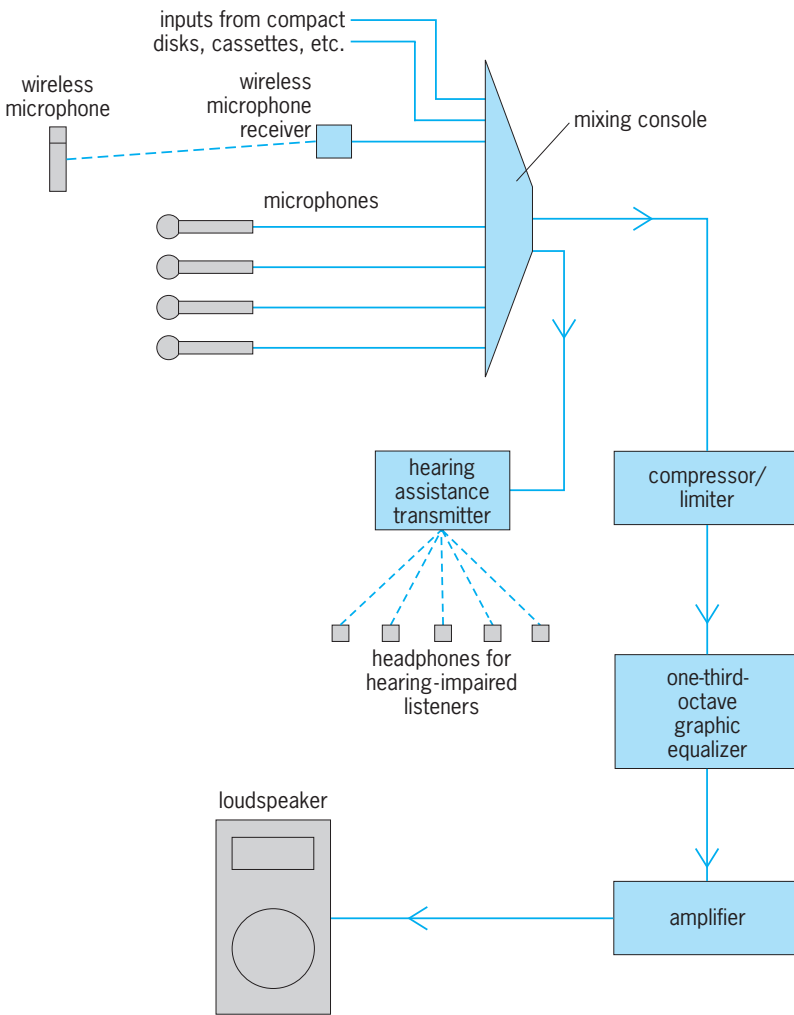 inputs from compact
disks, cassettes, etc.
wireless
microphone
wireless
microphone
receiver
mixing console
microphones
hearing
assistance
transmitter
compressor/
limiter
headphones for
hearing-impaired
listeners
one-third-
octave
graphic
equalizer
loudspeaker
amplifier